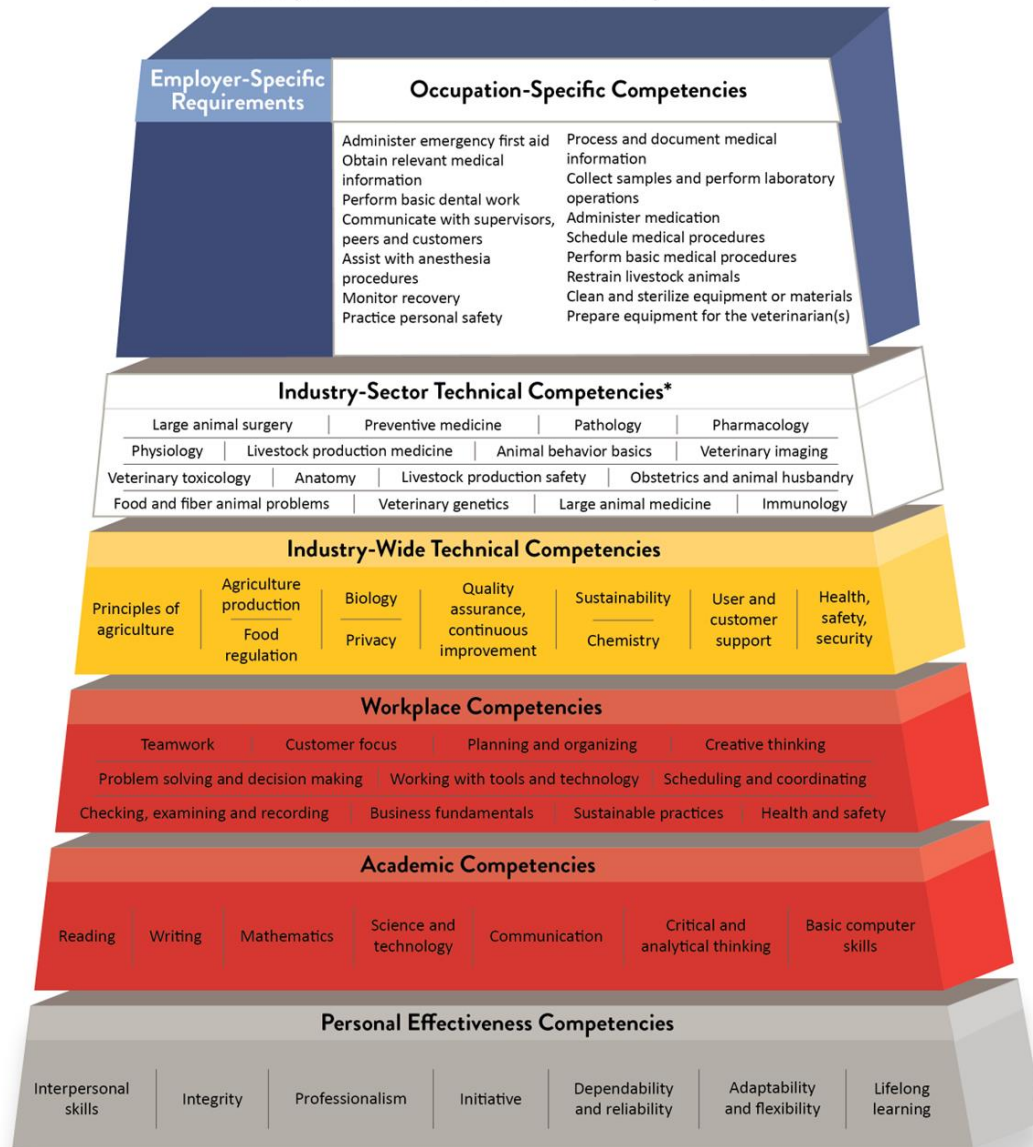 Employer-Specific
Requirements
Occupation-Specific Competencies
Administer emergency first aid
Obtain relevant medical
information
Perform basic dental work
Communicate with supervisors,
peers and customers
Assist with anesthesia
procedures
Monitor recovery
Practice personal safety
Process and document medical
information
Collect samples and perform laboratory
operations
Administer medication
Schedule medical procedures
Perform basic medical procedures
Restrain livestock animals
Clean and sterilize equipment or materials
Prepare equipment for the veterinarian(s)
Industry-Sector Technical Competencies*
Large animal surgery Preventive medicine Pathology Pharmacology
Physiology Livestock production medicine Animal behavior basics Veterinary imaging
Veterinary toxicology Anatomy Livestock production safety Obstetrics and animal husbandry
Food and fiber animal problems Veterinary genetics Large animal medicine Immunology
Industry-Wide Technical Competencies
Principles of
agriculture
Agriculture
production
Food
regulation
Biology
Privacy
Quality
assurance,
continuous
improvement
Sustainability
Chemistry
User and
customer
support
Health,
safety,
security
Workplace Competencies
Teamwork Customer focus Planning and organizing Creative thinking
Problem solving and decision making Working with tools and technology Scheduling and coordinating
Checking, examining and recording Business fundamentals Sustainable practices Health and safety
Academic Competencies
Reading
Writing
Mathematics
Science and
technology
Communication
Critical and
analytical thinking
Basic computer
skills
Personal Effectiveness Competencies
Interpersonal
skills
Integrity
Professionalism
Initiative
Dependability
and reliability
Adaptability
and flexibility
Lifelong
learning